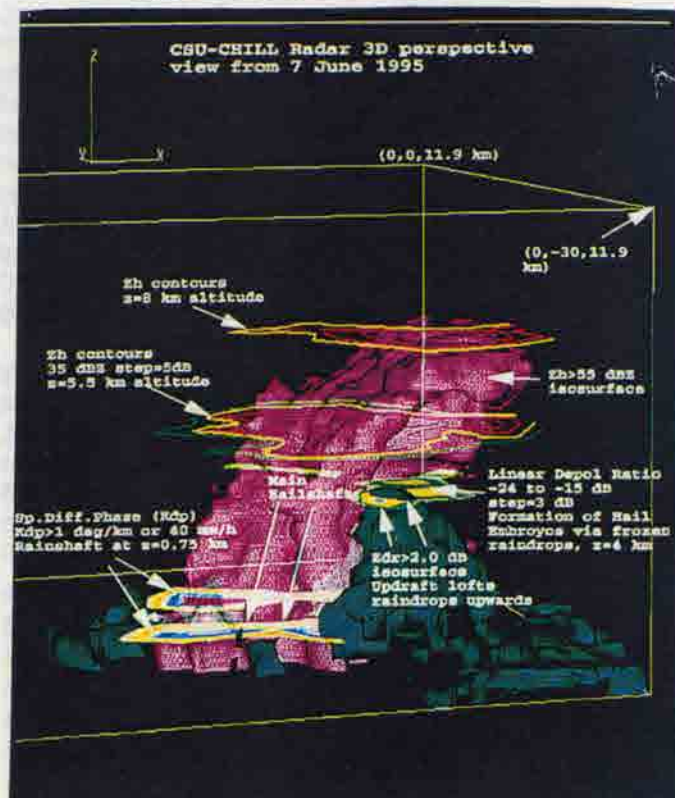 CSU-CHILL Radar 3D perspective
view from 7 June 1995
z
y
x
(0,0,11.9 km)
(0,-30,11.9
km)
Zh contours
z=8 km altitude
Zh contours
35 dBZ step=5dB
z=5.5 km altitude
Zh>55 dBZ
isosurface
Main
Hailshaft
Linear Depol Ratio
-24 to -15 dB
step=3 dB
Formation of Hail
Embroyos via frozen
raindrops, z=4 km
Sp.Diff.Phase (Kdp)
Kdp>1 deg/km or 40 mm/h
Rainshaft at z=0.75 km
Zdr>2.0 dB
isosurface
Updraft lofts
raindrops upwards